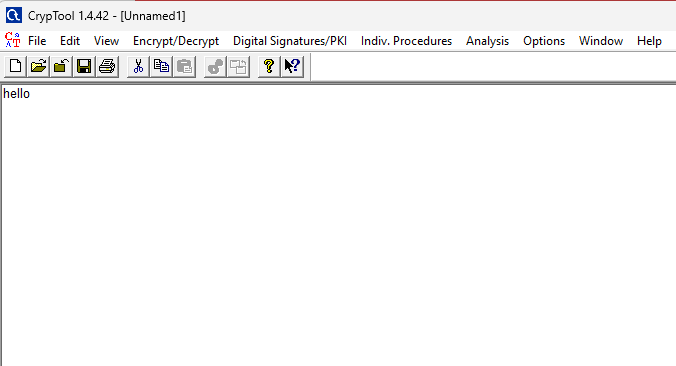 CrypTool 1.4.42 - [Unnamed1]
File Edit View Encrypt/Decrypt Digital Signatures/PKI Indiv. Procedures Analysis Options Window Help
hello